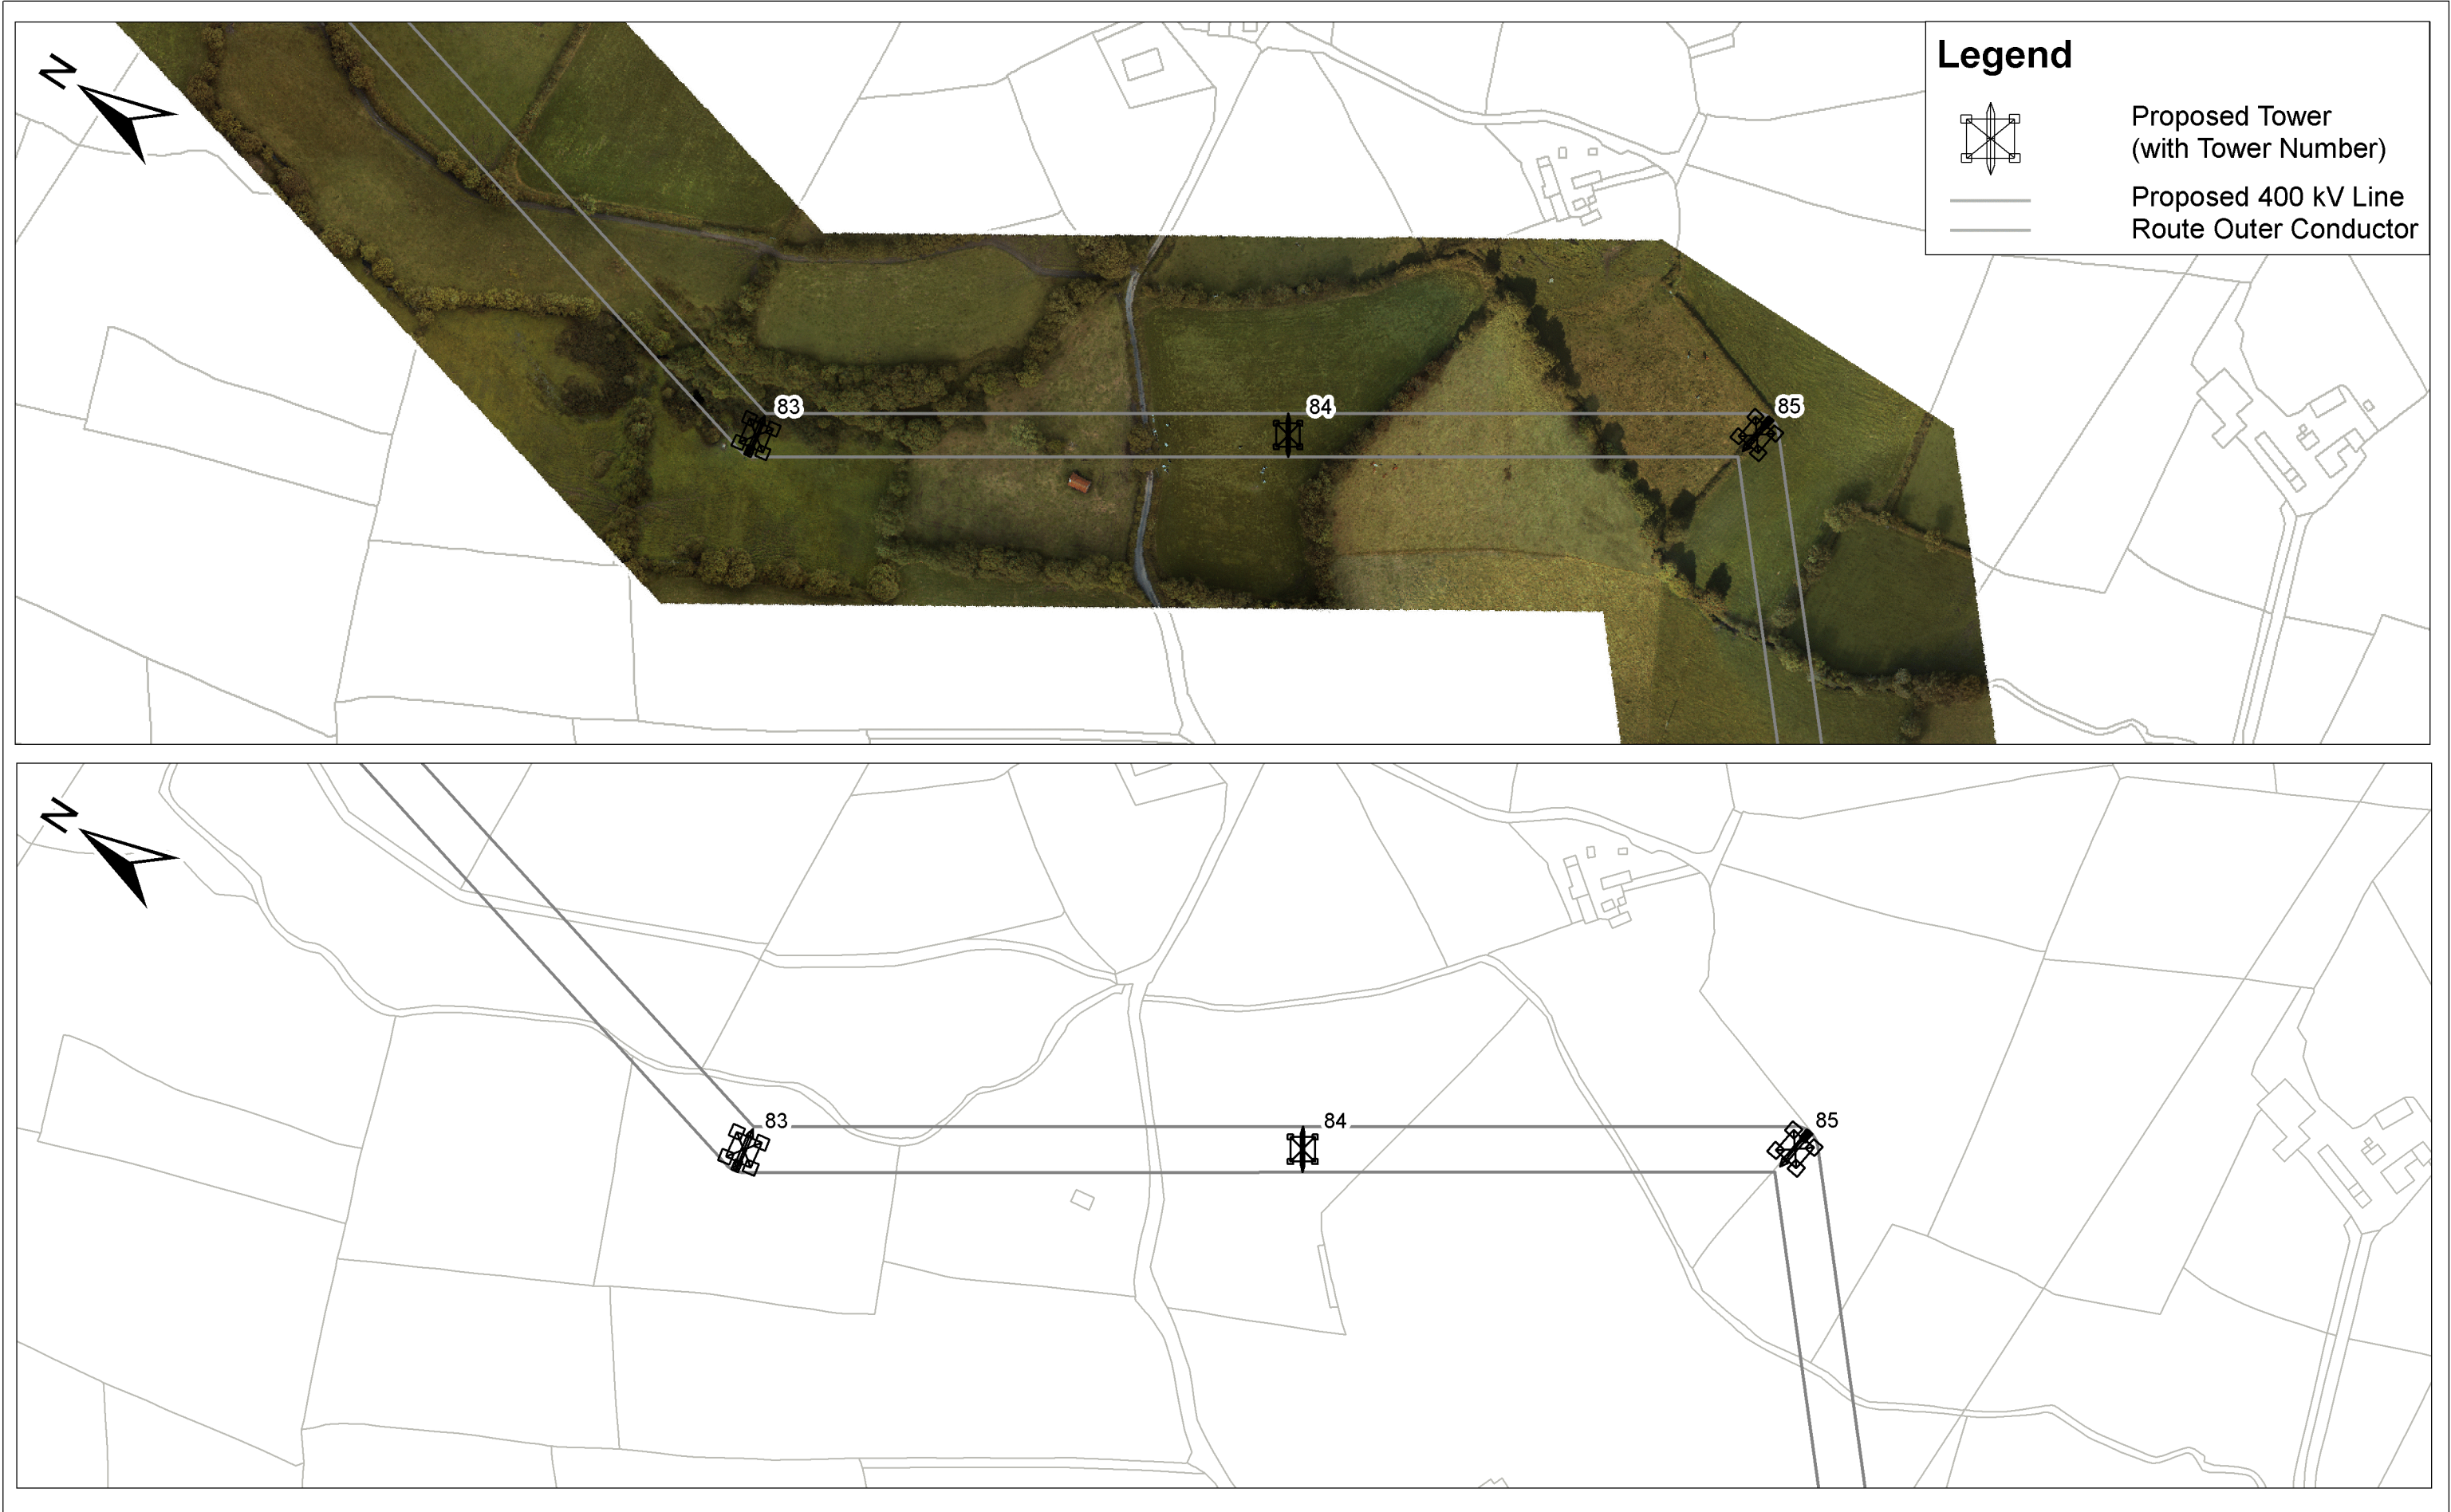 N
Legend
Proposed Tower
(with Tower Number)
Proposed 400 kV Line
Route Outer Conductor
83
84
85
N
83
84
85